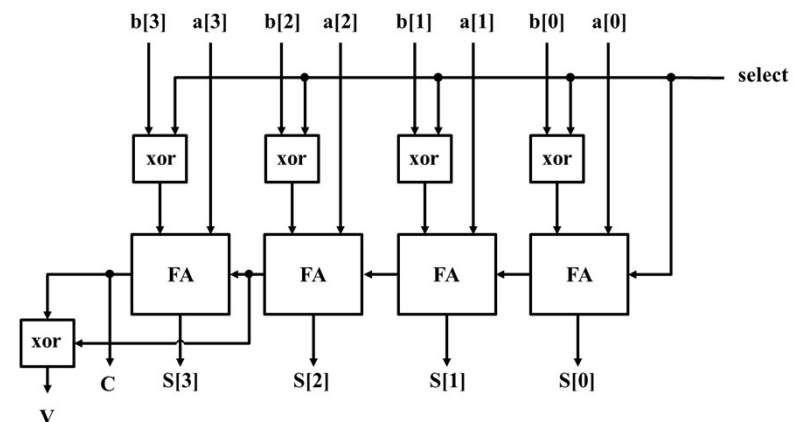 b[3] a[3] b[2] a[2] b[1] a[1] b[0] a[0]
select
xor xor xor xor
FA FA FA FA
xor
C S[3] S[2] S[1] S[0]
V